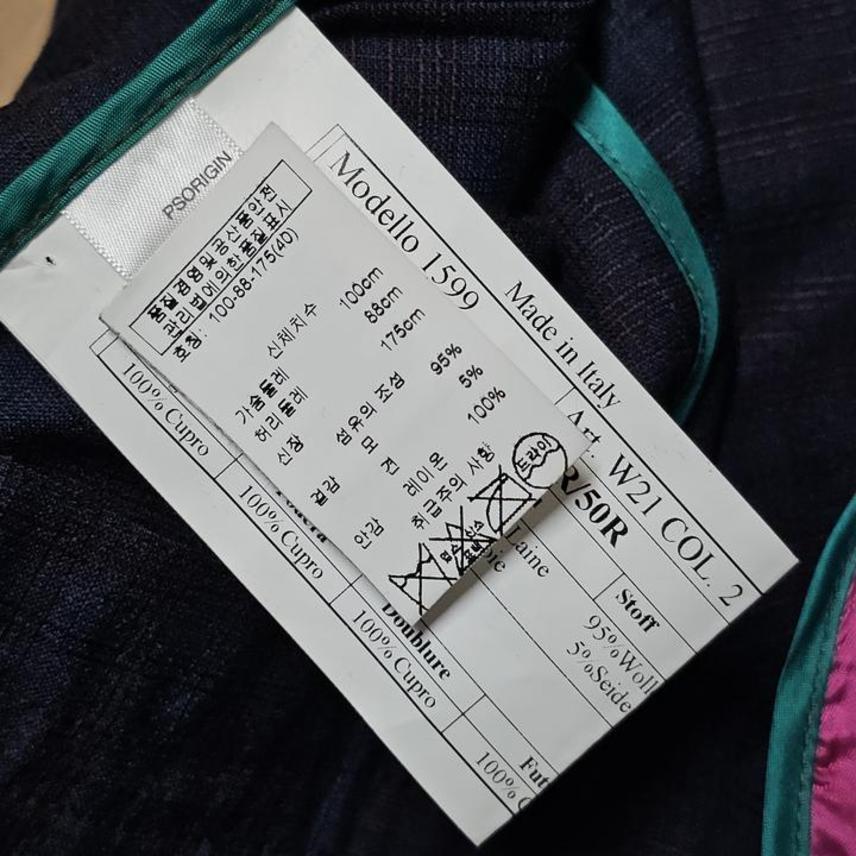 PSORIGIN
품질경영및공산품안전
관리법에의한품질표시
호칭: 100-88-175(40)
신체치수
가슴둘레 100cm
허리둘레 88cm
신장 175cm
섬유의 조성
겉감 모 95%
견 5%
안감 레이온 100%
취급주의 사항
드라이
Modello 1599
Made in Italy
Art. W21 COL. 2
R/50R
Laine
Stoff
95%Woll
5%Seide
100% Cupro
100% Cupro
Doublure
100% Cupro
Fut
100%